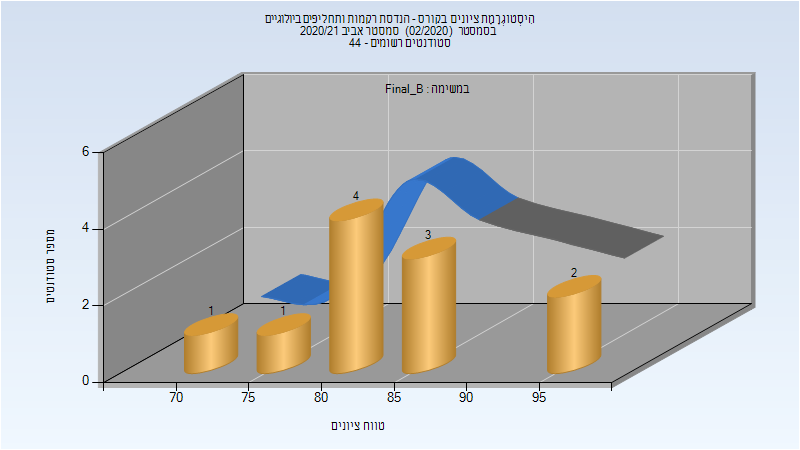 היסטוגרמת ציונים בקורס - הנדסת רקמות ותחליפים ביולוגיים
בסמסטר (02/2020) סמסטר אביב 2020/21
סטודנטים רשומים - 44
במשימה : Final_B
מספר סטודנטים
6
4
2
0
1
1
4
3
2
70
75
80
85
90
95
טווח ציונים